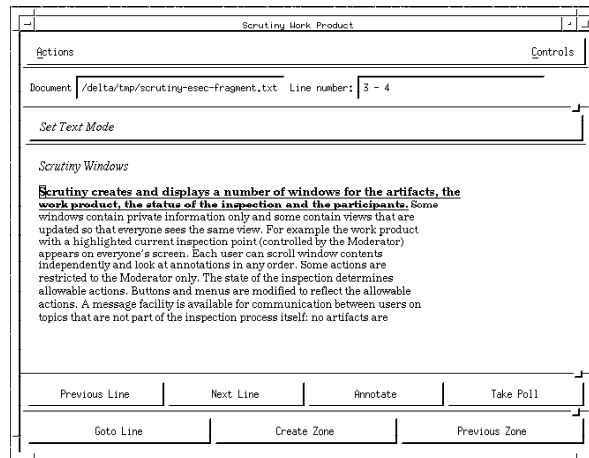 Scrutiny Work Product
Actions Controls
Document /delta/tmp/scrutiny-esec-fragment.txt Line number: 3 - 4
Set Text Mode
Scrutiny Windows
Scrutiny creates and displays a number of windows for the artifacts, the
work product, the status of the inspection and the participants. Some
windows contain private information only and some contain views that are
updated so that everyone sees the same view. For example the work product
with a highlighted current inspection point (controlled by the Moderator)
appears on everyone's screen. Each user can scroll window contents
independently and look at annotations in any order. Some actions are
restricted to the Moderator only. The state of the inspection determines
allowable actions. Buttons and menus are modified to reflect the allowable
actions. A message facility is available for communication between users on
topics that are not part of the inspection process itself: no artifacts are
Previous Line Next Line Annotate Take Poll
Goto Line Create Zone Previous Zone